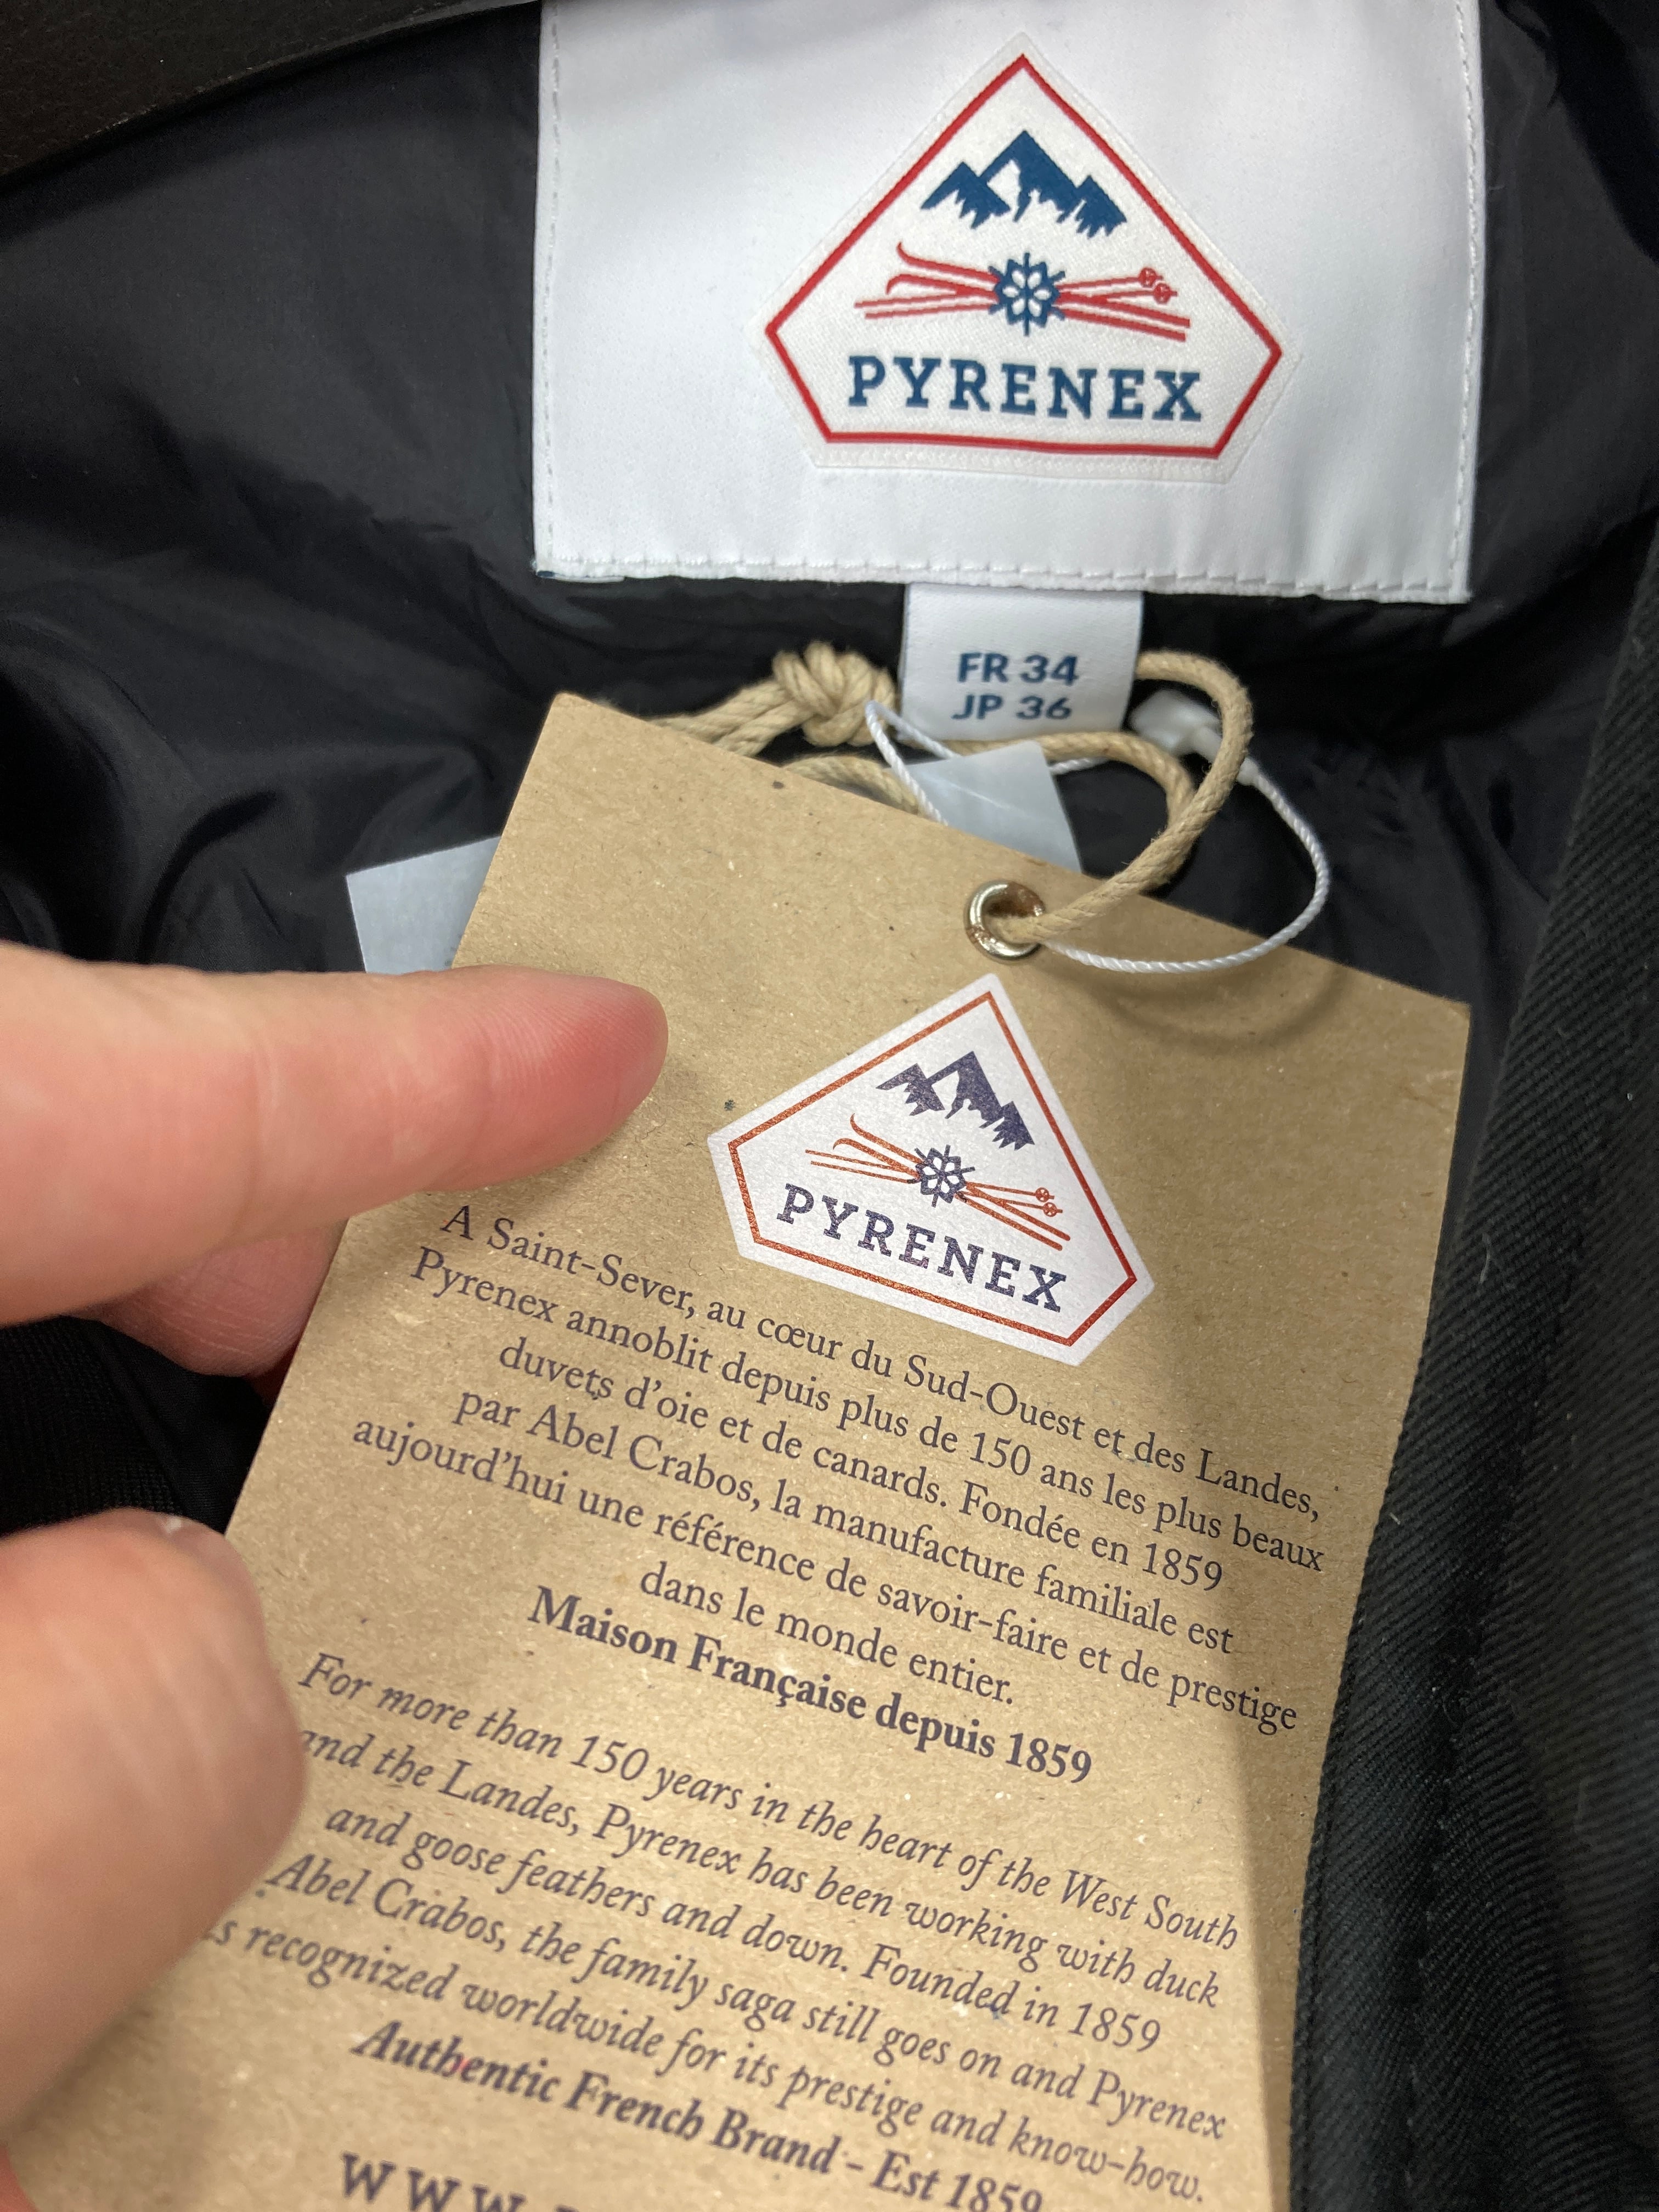 PYRENEX
FR 34
JP 36
PYRENEX
A Saint-Sever, au cœur du Sud-Ouest et des Landes,
Pyrenex annoblit depuis plus de 150 ans les plus beaux
duvets d'oie et de canards. Fondée en 1859
par Abel Crabos, la manufacture familiale est
aujourd'hui une référence de savoir-faire et de prestige
dans le monde entier.
Maison Française depuis 1859
For more than 150 years in the heart of the West South
and the Landes, Pyrenex has been working with duck
and goose feathers and down. Founded in 1859
Abel Crabos, the family saga still goes on and Pyrenex
is recognized worldwide for its prestige and know-how.
Authentic French Brand - Est 1859
WWW.